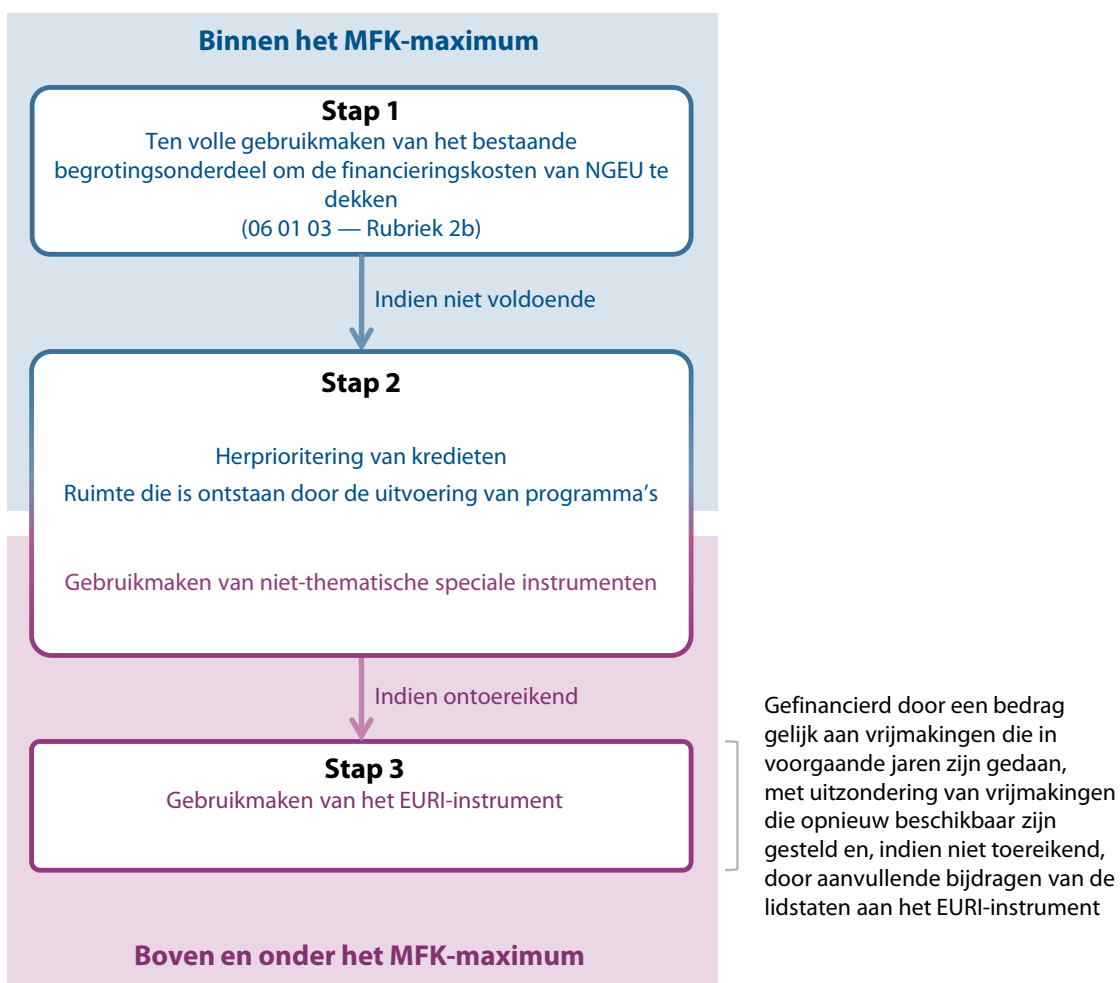 Binnen het MFK-maximum
Stap 1
Ten volle gebruikmaken van het bestaande
begrotingsonderdeel om de financieringskosten van NGEU te
dekken
(06 01 03 — Rubriek 2b)
Indien niet voldoende
Stap 2
Herprioritering van kredieten
Ruimte die is ontstaan door de uitvoering van programma's
Gebruikmaken van niet-thematische speciale instrumenten
Indien ontoereikend
Stap 3
Gebruikmaken van het EURI-instrument
Gefinancierd door een bedrag
gelijk aan vrijmakingen die in
voorgaande jaren zijn gedaan,
met uitzondering van vrijmakingen
die opnieuw beschikbaar zijn
gesteld en, indien niet toereikend,
door aanvullende bijdragen van de
lidstaten aan het EURI-instrument
Boven en onder het MFK-maximum